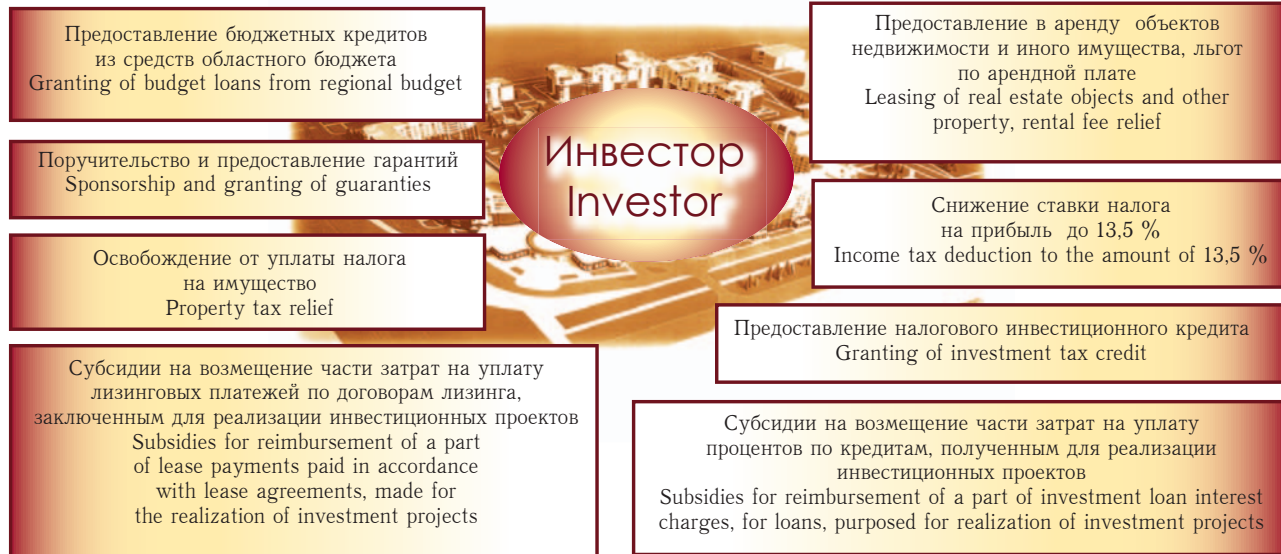 Предоставление бюджетных кредитов
из средств областного бюджета
Granting of budget loans from regional budget
Поручительство и предоставление гарантий
Sponsorship and granting of guaranties
Освобождение от уплаты налога
на имущество
Property tax relief
Субсидии на возмещение части затрат на уплату
лизинговых платежей по договорам лизинга,
заключенным для реализации инвестиционных проектов
Subsidies for reimbursement of a part
of lease payments paid in accordance
with lease agreements, made for
the realization of investment projects
Инвестор
Investor
Предоставление в аренду объектов
недвижимости и иного имущества, льгот
по арендной плате
Leasing of real estate objects and other
property, rental fee relief
Снижение ставки налога
на прибыль до 13,5 %
Income tax deduction to the amount of 13,5 %
Предоставление налогового инвестиционного кредита
Granting of investment tax credit
Субсидии на возмещение части затрат на уплату
процентов по кредитам, полученным для реализации
инвестиционных проектов
Subsidies for reimbursement of a part of investment loan interest
charges, for loans, purposed for realization of investment projects